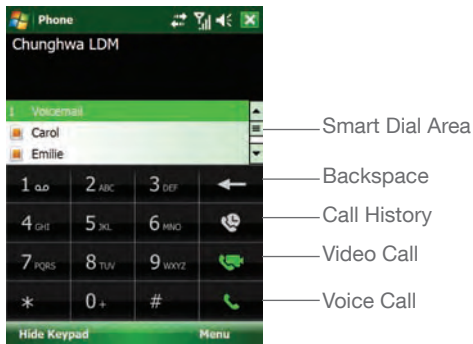 Phone
Chunghwa LDM
1 Voicemail
Carol
Emilie
Smart Dial Area
1 2 ABC 3 DEF
Backspace
4 GHI 5 JKL 6 MNO
Call History
7 PQRS 8 TUV 9 WXYZ
Video Call
* 0 + #
Voice Call
Hide Keypad Menu